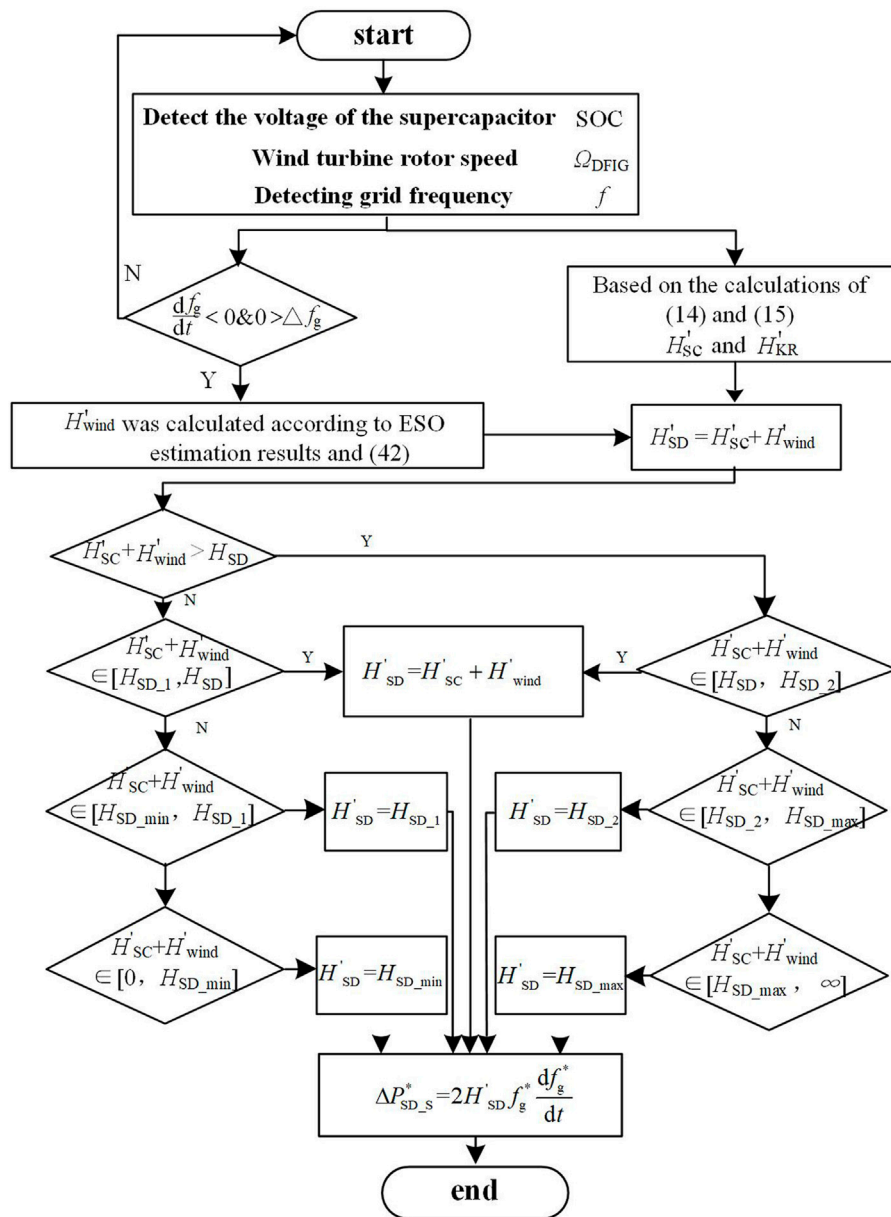 start
Detect the voltage of the supercapacitor SOC
Wind turbine rotor speed Ω_DFIG
Detecting grid frequency f
N
df_g/dt < 0&0 > △f_g
Y
Based on the calculations of
(14) and (15)
H'_SC and H'_KR
H'_wind was calculated according to ESO
estimation results and (42)
H'_SD = H'_SC + H'_wind
H'_SC + H'_wind > H_SD
Y
N
H'_SC + H'_wind
∈[H_SD_1, H_SD]
Y
H'_SD = H'_SC + H'_wind
Y
H'_SC + H'_wind
∈[H_SD, H_SD_2]
N
N
H'_SC + H'_wind
∈[H_SD_min, H_SD_1]
H'_SD = H_SD_1
H'_SD = H_SD_2
H'_SC + H'_wind
∈[H_SD_2, H_SD_max]
H'_SC + H'_wind
∈[0, H_SD_min]
H'_SD = H_SD_min
H'_SD = H_SD_max
H'_SC + H'_wind
∈[H_SD_max, ∞]
ΔP*_SD_S = 2H'_SD f*_g df*_g/dt
end